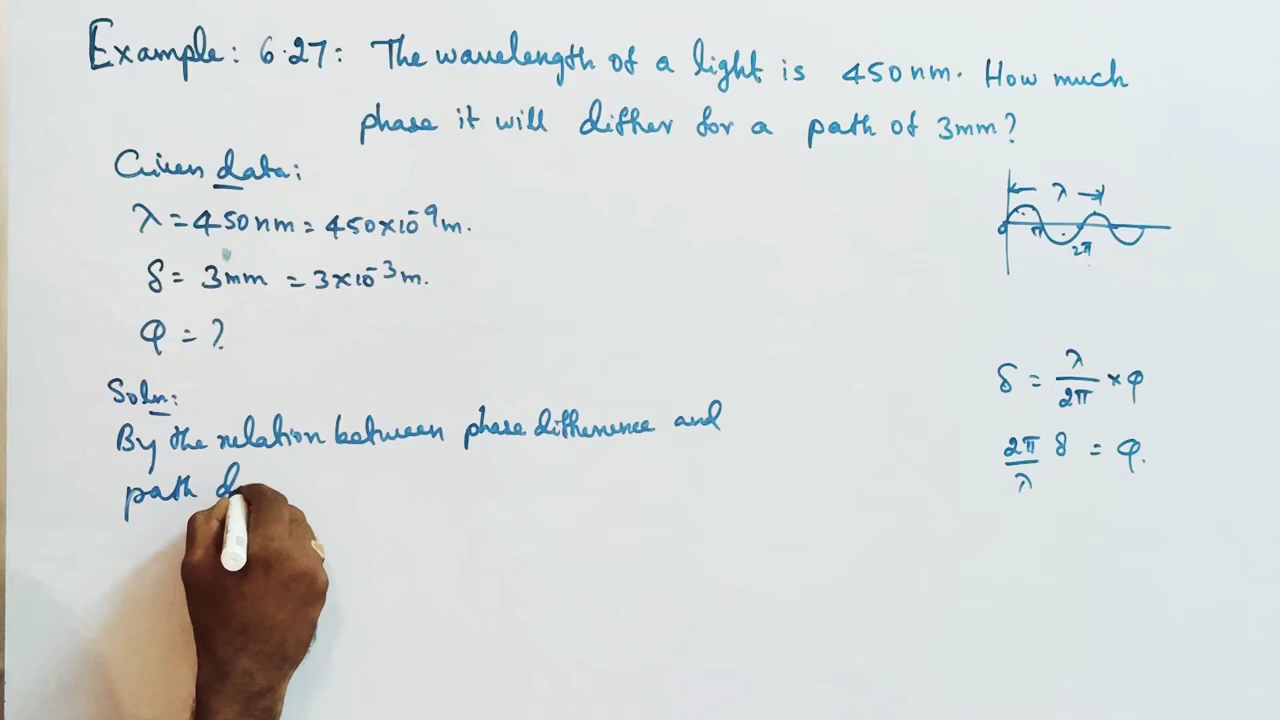 Example: 6.27: The wavelength of a light is 450nm. How much
phase it will differ for a path of 3mm?
Given data:
λ = 450nm = 450×10⁻⁹m.
δ = 3mm = 3×10⁻³m.
φ = ?
Soln:
By the relation between phase difference and
path d
λ
0 π 2π
δ = λ/2π × φ
2π/λ δ = φ.